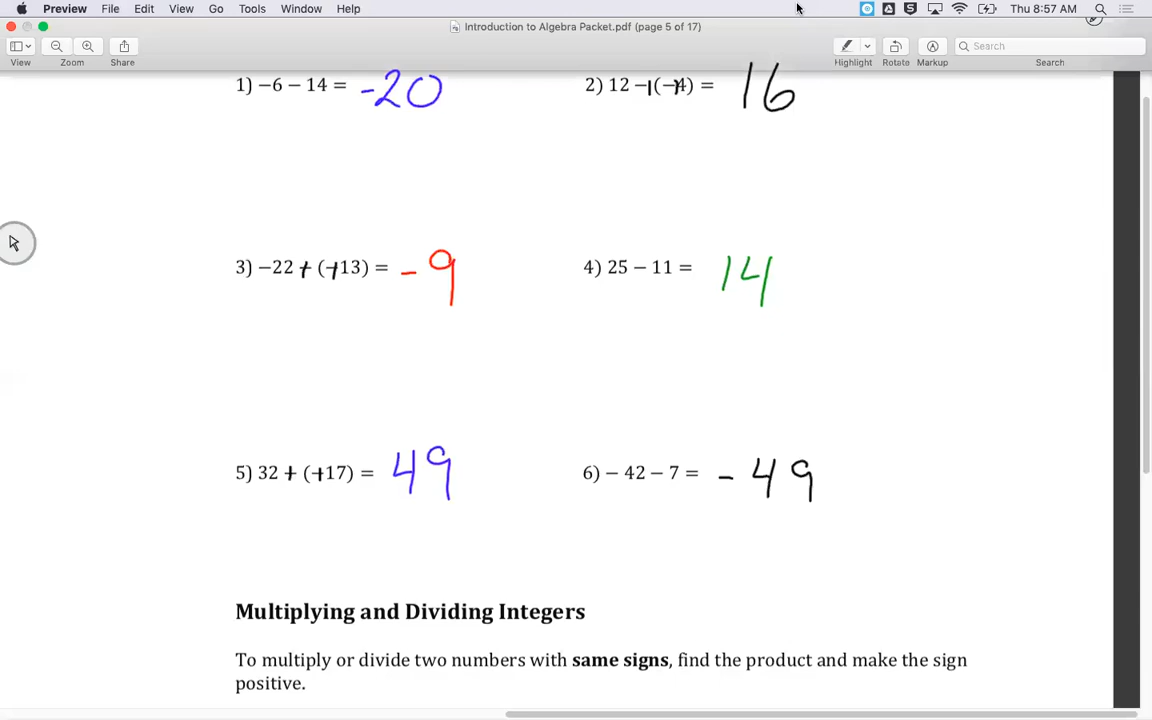 Preview File Edit View Go Tools Window Help Thu 8:57 AM
Introduction to Algebra Packet.pdf (page 5 of 17)
Search
View Zoom Share Highlight Rotate Markup Search
1) −6 − 14 = -20
2) 12 − (−4) = 16
3) −22 + (+13) = -9
4) 25 − 11 = 14
5) 32 + (+17) = 49
6) − 42 − 7 = -49
Multiplying and Dividing Integers
To multiply or divide two numbers with same signs, find the product and make the sign
positive.